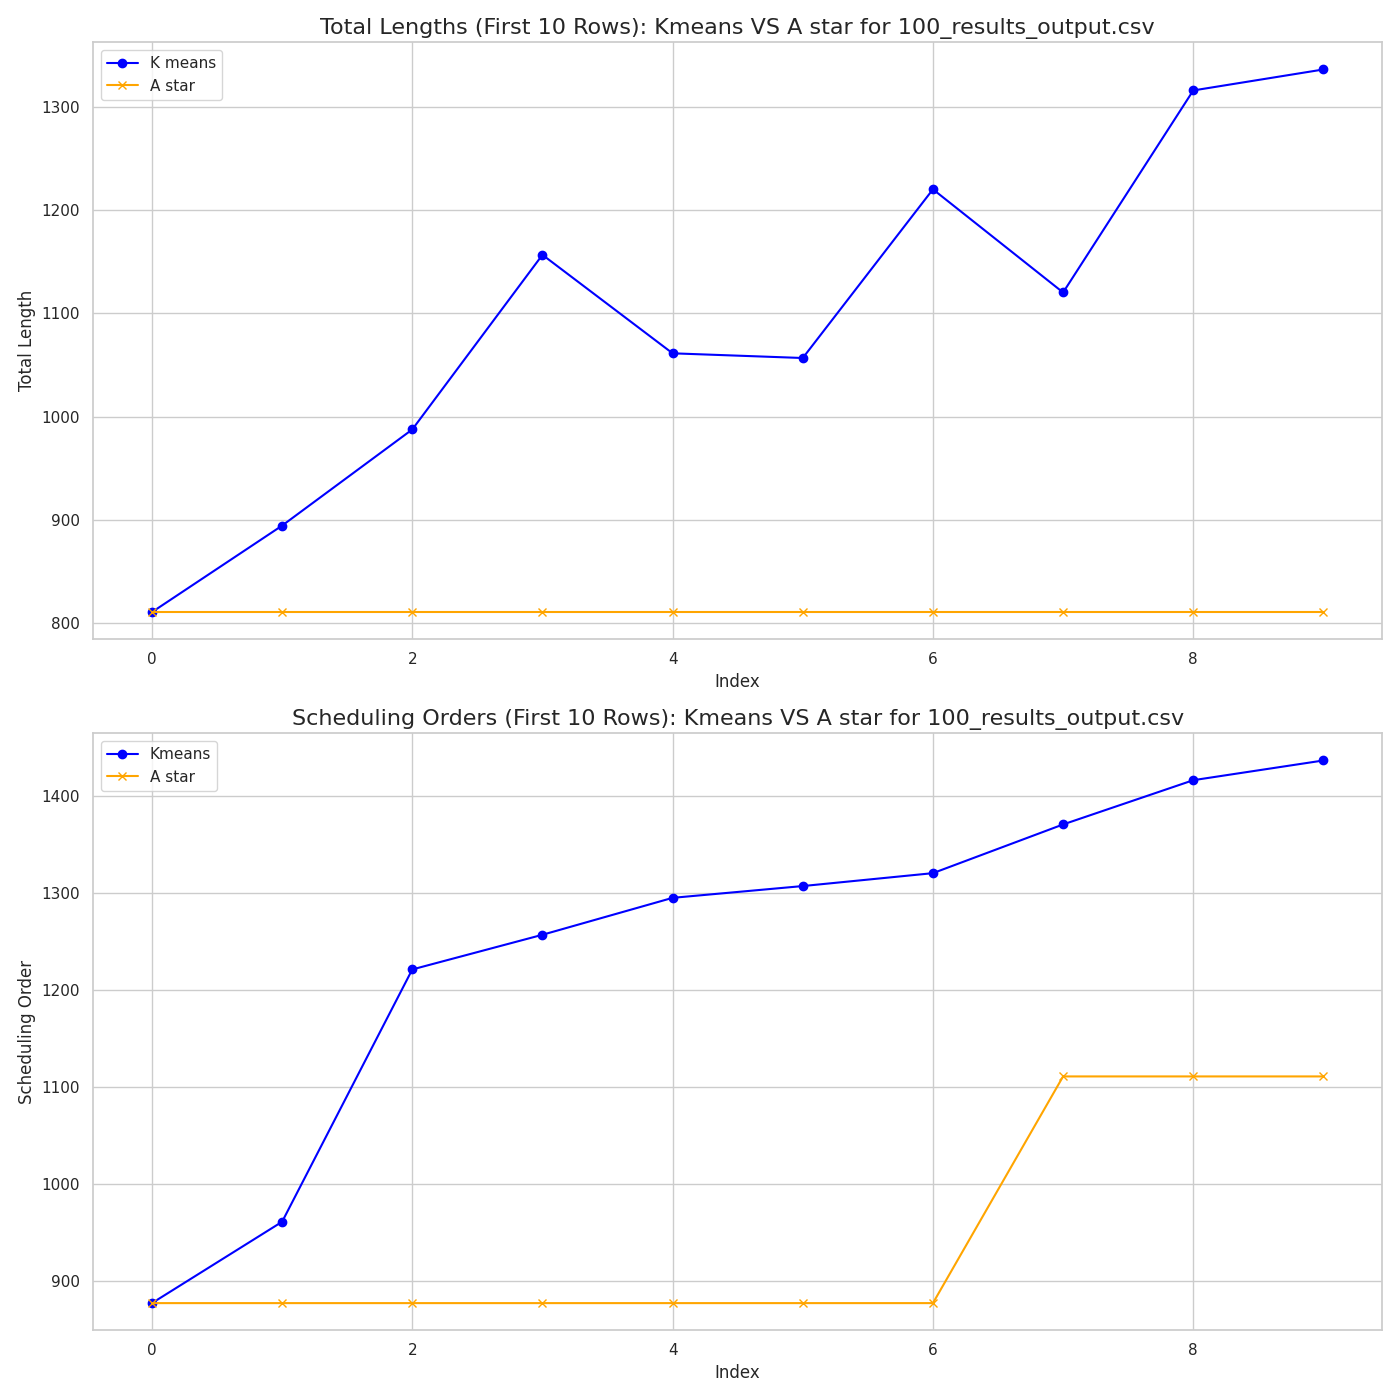 Total Lengths (First 10 Rows): Kmeans VS A star for 100_results_output.csv
K means
A star
1300
1200
1100
1000
900
800
Total Length
0 2 4 6 8
Index
Scheduling Orders (First 10 Rows): Kmeans VS A star for 100_results_output.csv
Kmeans
A star
1400
1300
1200
1100
1000
900
Scheduling Order
0 2 4 6 8
Index